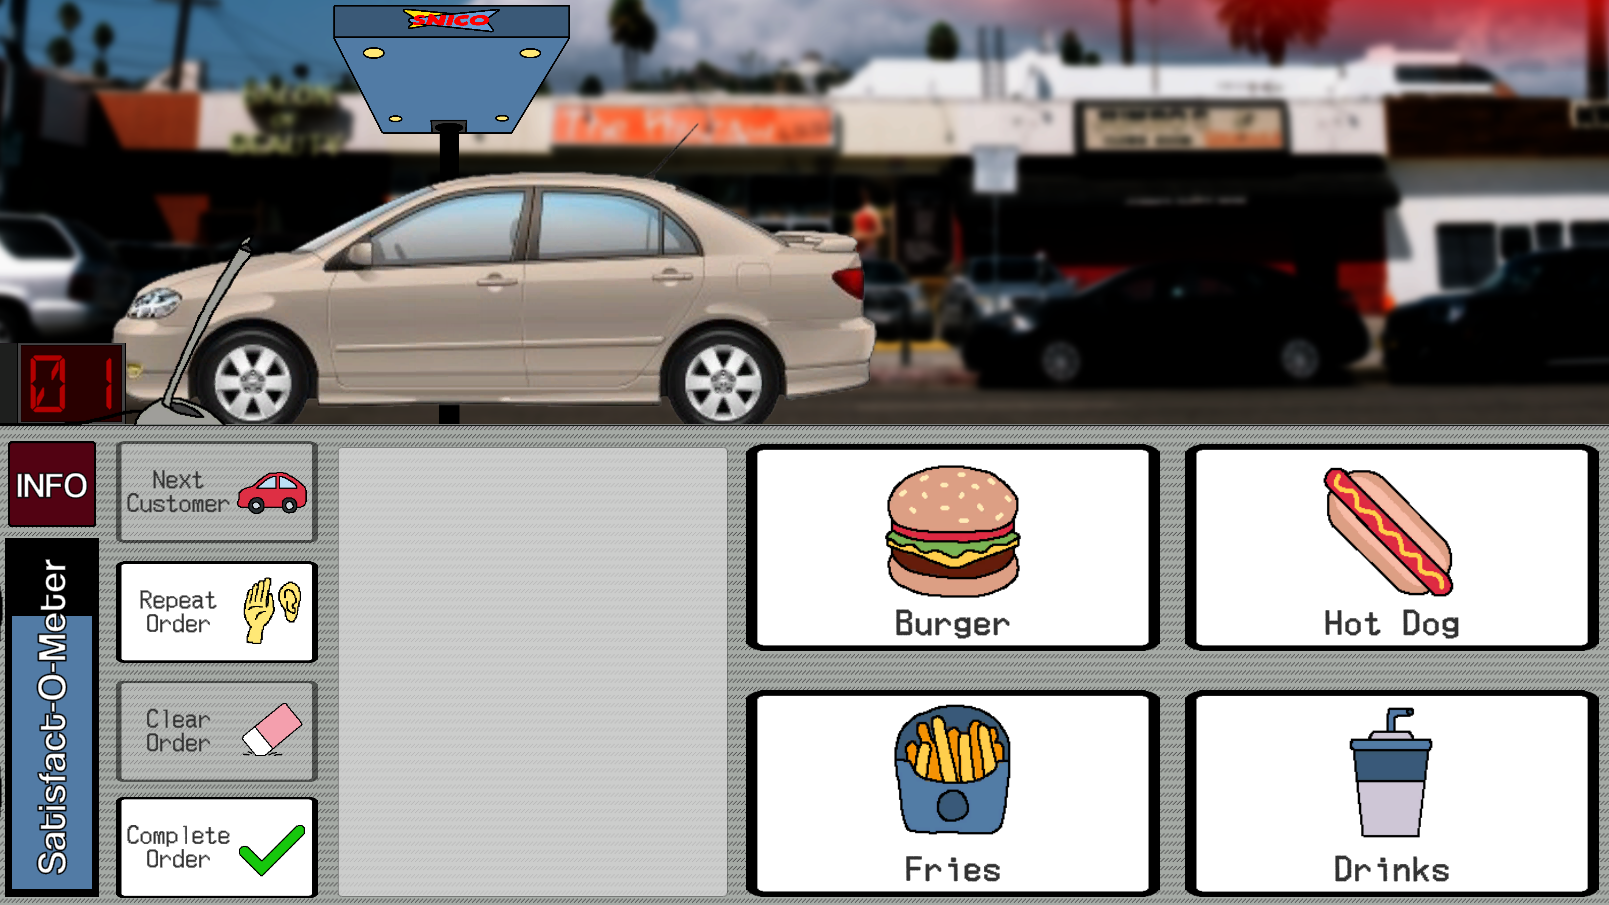 SNICO
01
INFO
Next
Customer
Repeat
Order
Clear
Order
Complete
Order
Satisfact-O-Meter
Burger
Hot Dog
Fries
Drinks